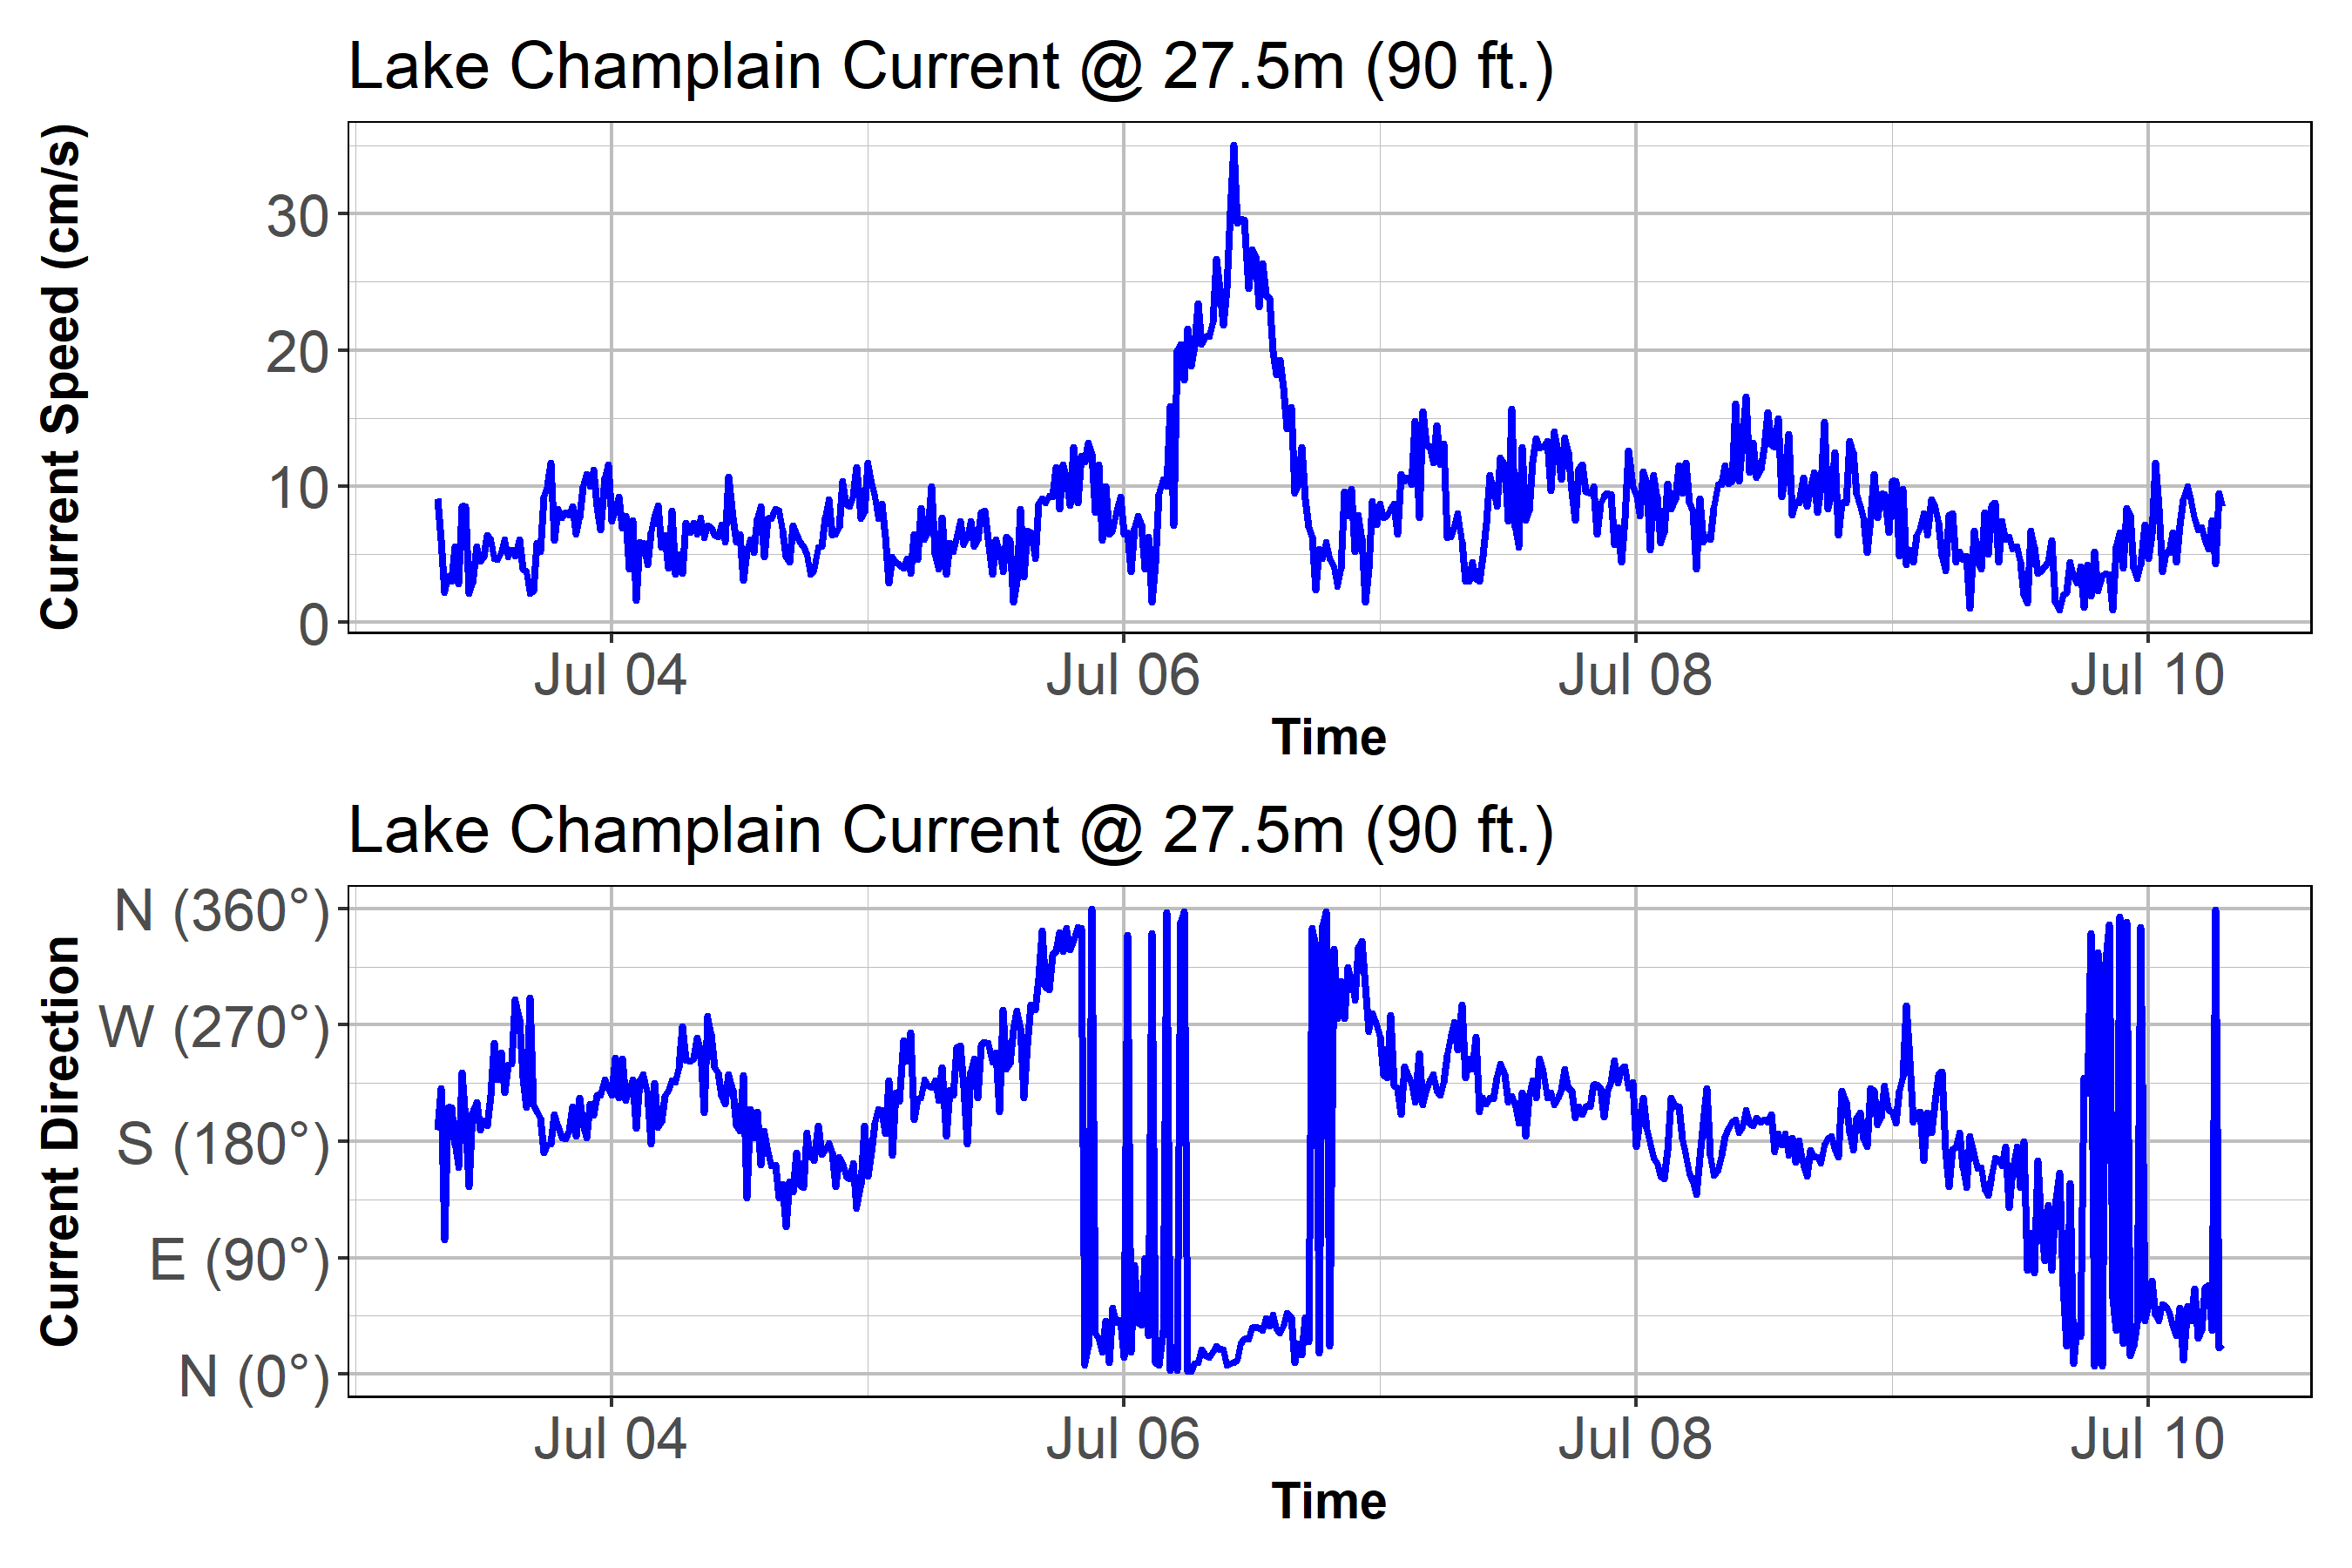 Lake Champlain Current @ 27.5m (90 ft.)
Current Speed (cm/s)
30
20
10
0
Jul 04 Jul 06 Jul 08 Jul 10
Time
Lake Champlain Current @ 27.5m (90 ft.)
Current Direction
N (360°)
W (270°)
S (180°)
E (90°)
N (0°)
Jul 04 Jul 06 Jul 08 Jul 10
Time